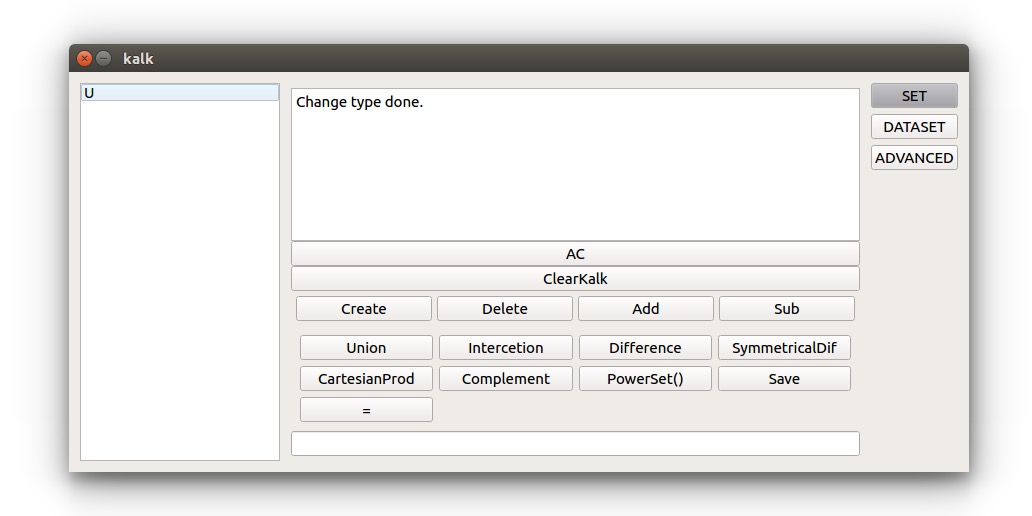 kalk
U
Change type done.
SET
DATASET
ADVANCED
AC
ClearKalk
Create Delete Add Sub
Union Intercetion Difference SymmetricalDif
CartesianProd Complement PowerSet() Save
=